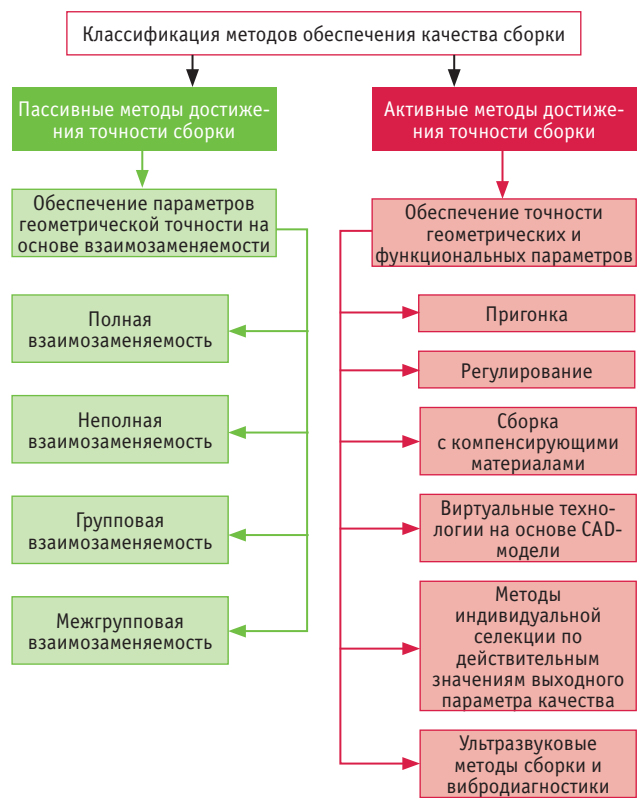 Классификация методов обеспечения качества сборки
Пассивные методы достиже-
ния точности сборки
Обеспечение параметров
геометрической точности на
основе взаимозаменяемости
Полная
взаимозаменяемость
Неполная
взаимозаменяемость
Групповая
взаимозаменяемость
Межгрупповая
взаимозаменяемость
Активные методы достиже-
ния точности сборки
Обеспечение точности
геометрических и
функциональных параметров
Пригонка
Регулирование
Сборка
с компенсирующими
материалами
Виртуальные техно-
логии на основе CAD-
модели
Методы
индивидуальной
селекции по
действительным
значениям выходного
параметра качества
Ультразвуковые
методы сборки и
вибродиагностики